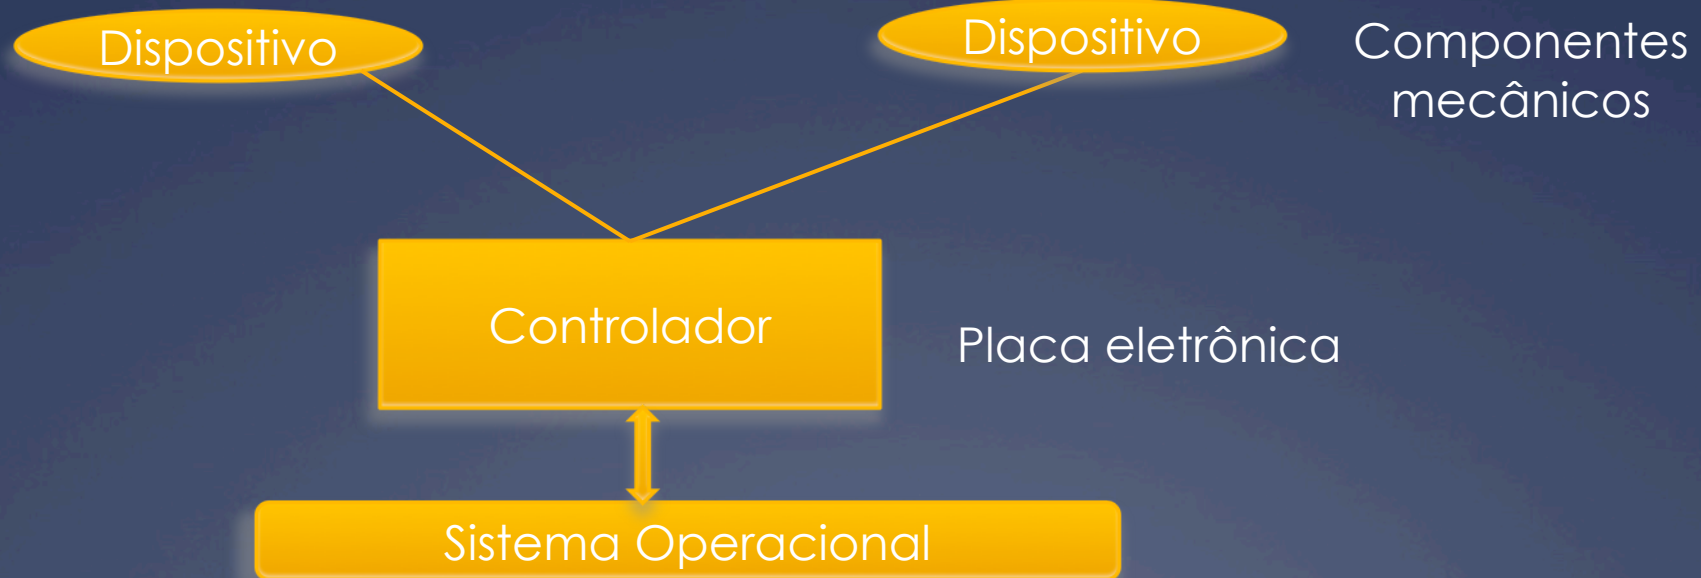 Dispositivo
Dispositivo
Componentes
mecânicos
Controlador
Placa eletrônica
Sistema Operacional